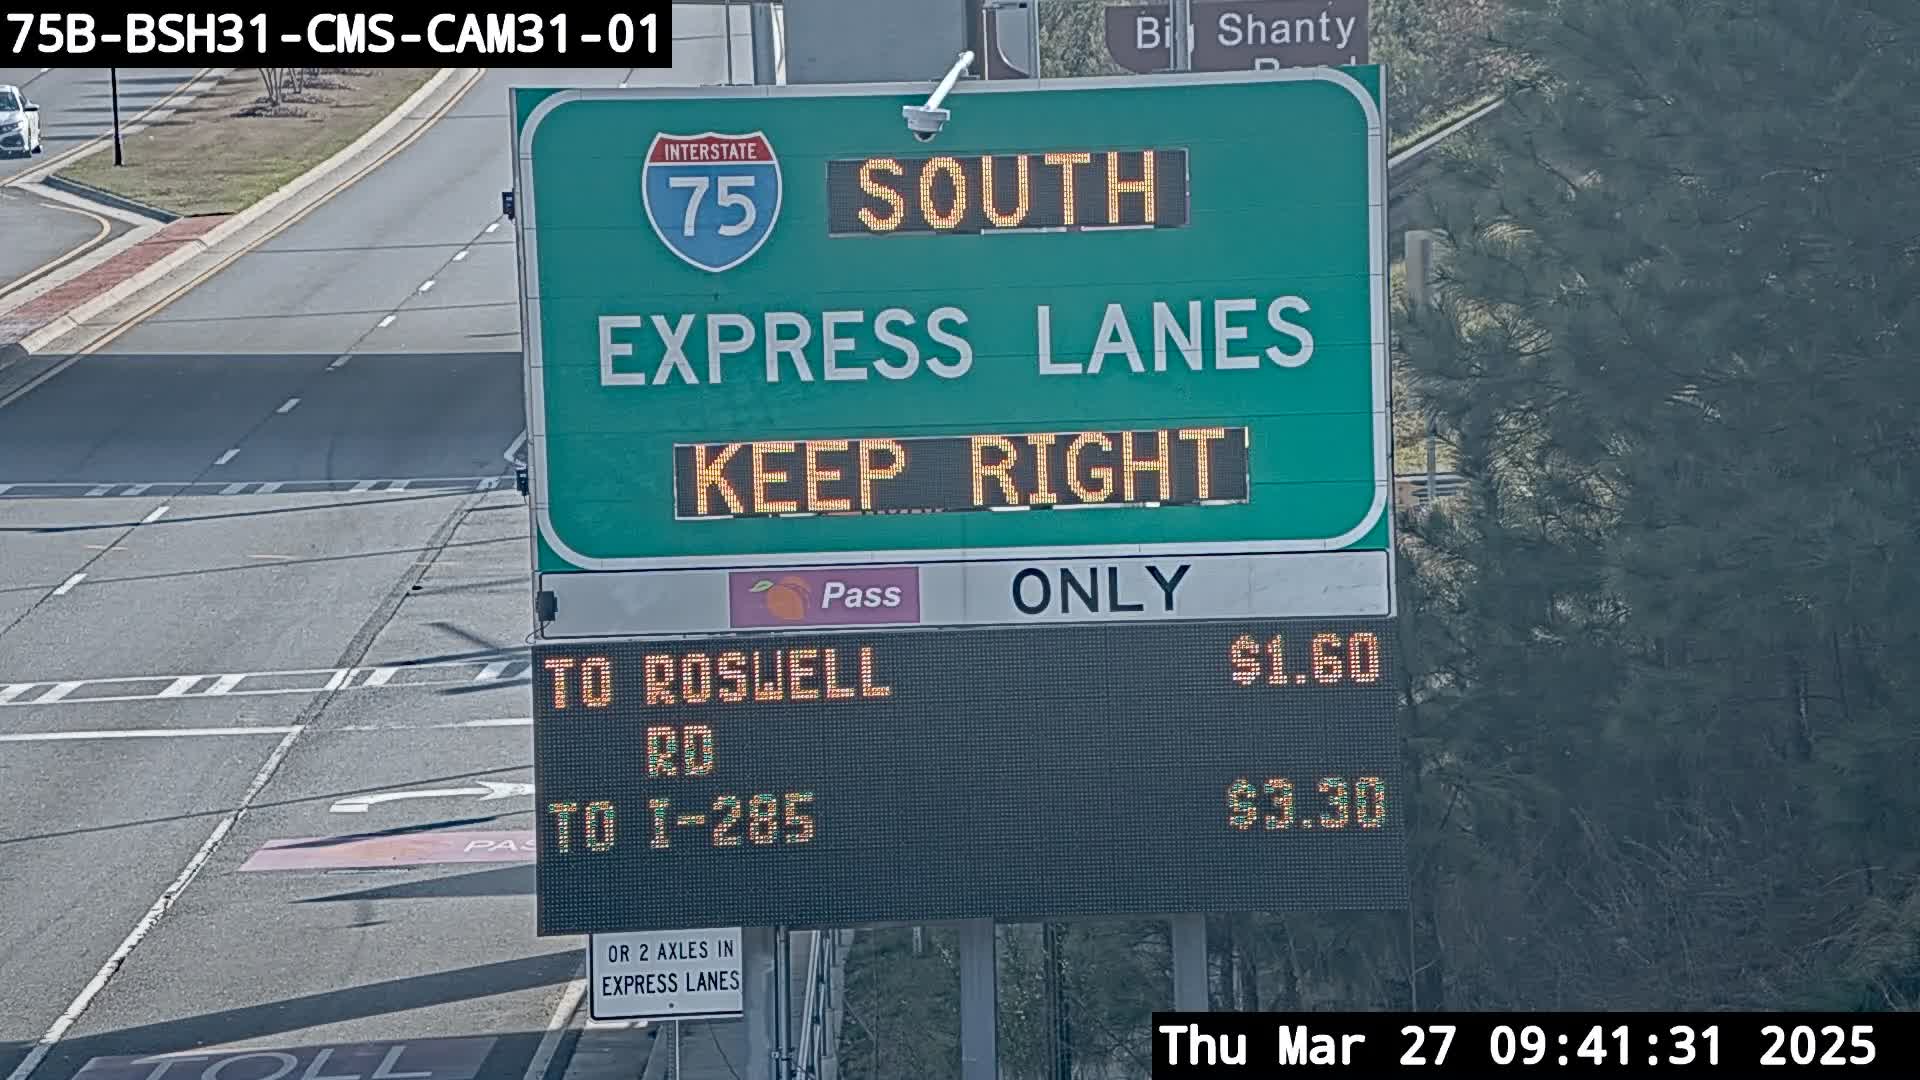 75B-BSH31-CMS-CAM31-01
Big Shanty
Road
INTERSTATE
75
SOUTH
EXPRESS LANES
KEEP RIGHT
Pass ONLY
TO ROSWELL $1.60
RD
TO I-285 $3.30
OR 2 AXLES IN
EXPRESS LANES
TOLL
Thu Mar 27 09:41:31 2025